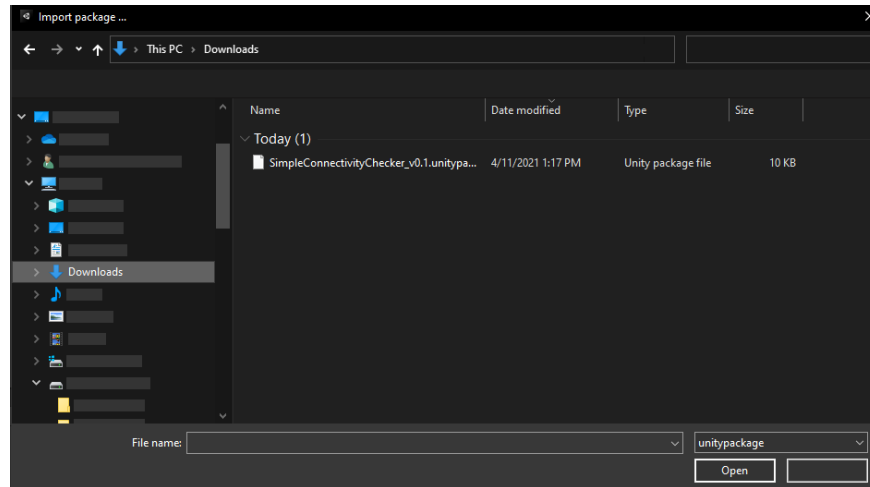 Import package ...
This PC > Downloads
Name Date modified Type Size
Today (1)
SimpleConnectivityChecker_v0.1.unitypa... 4/11/2021 1:17 PM Unity package file 10 KB
Downloads
File name: unitypackage
Open